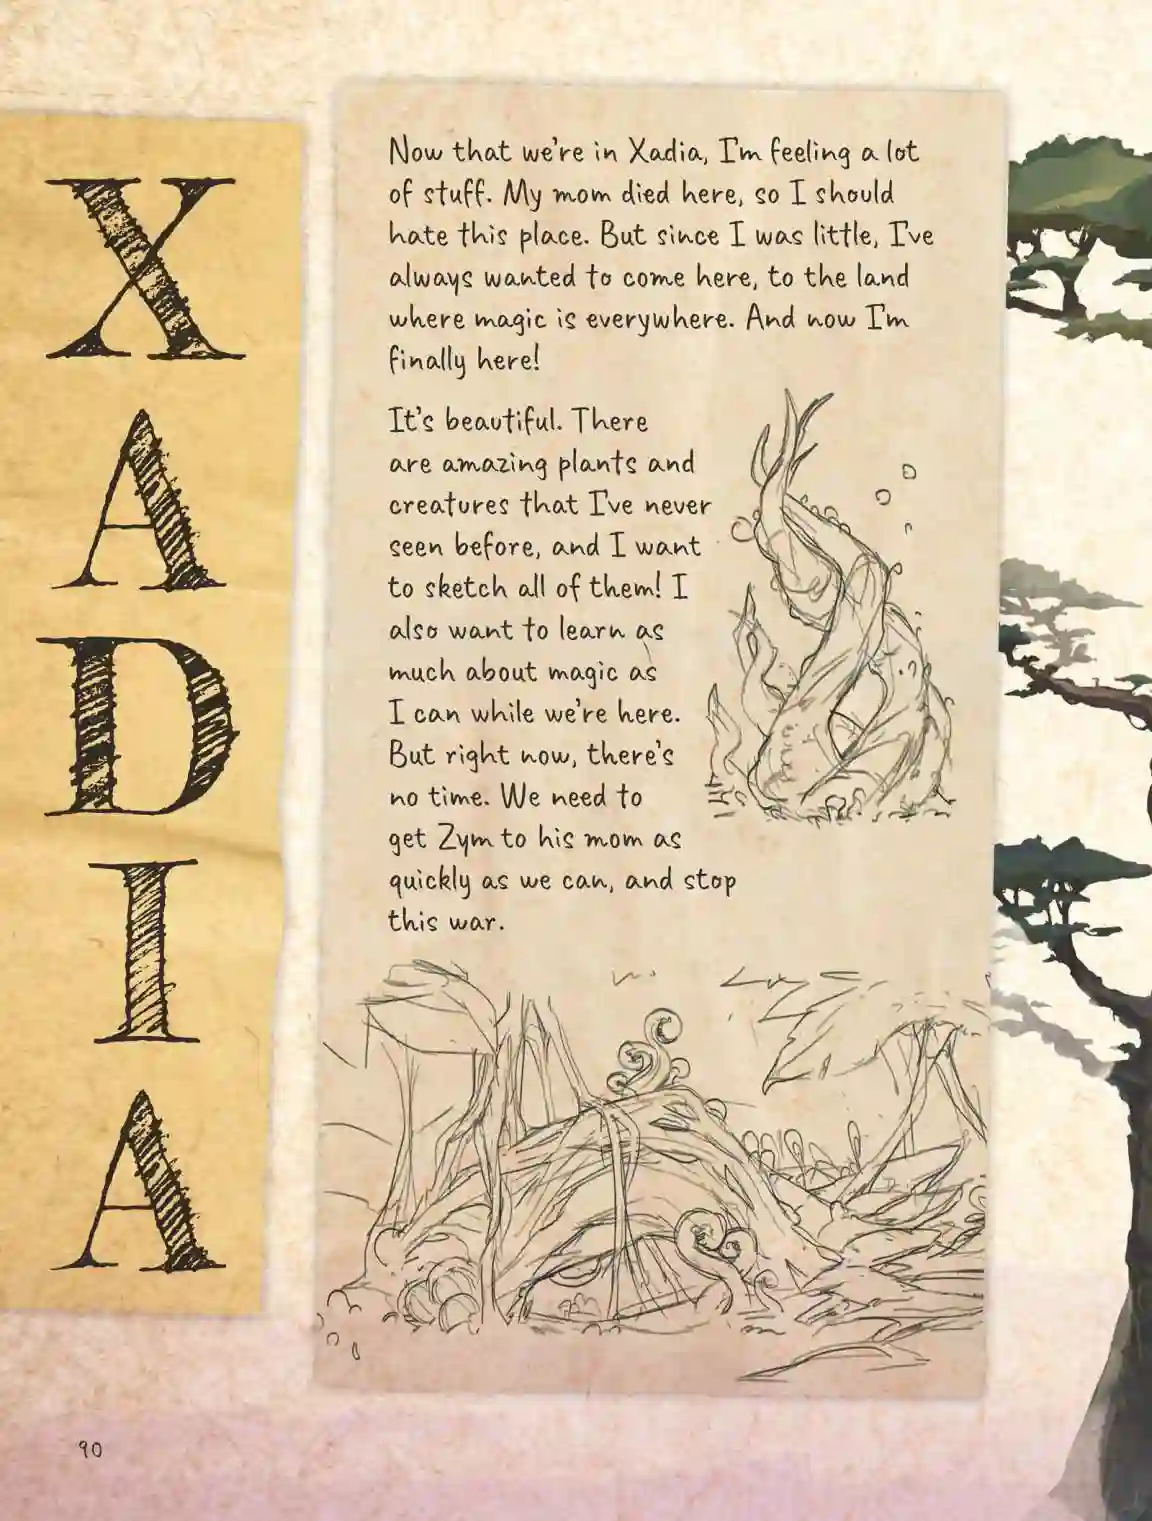 XADIA
Now that we're in Xadia, I'm feeling a lot
of stuff. My mom died here, so I should
hate this place. But since I was little, I've
always wanted to come here, to the land
where magic is everywhere. And now I'm
finally here!
It's beautiful. There
are amazing plants and
creatures that I've never
seen before, and I want
to sketch all of them! I
also want to learn as
much about magic as
I can while we're here.
But right now, there's
no time. We need to
get Zym to his mom as
quickly as we can, and stop
this war.
90